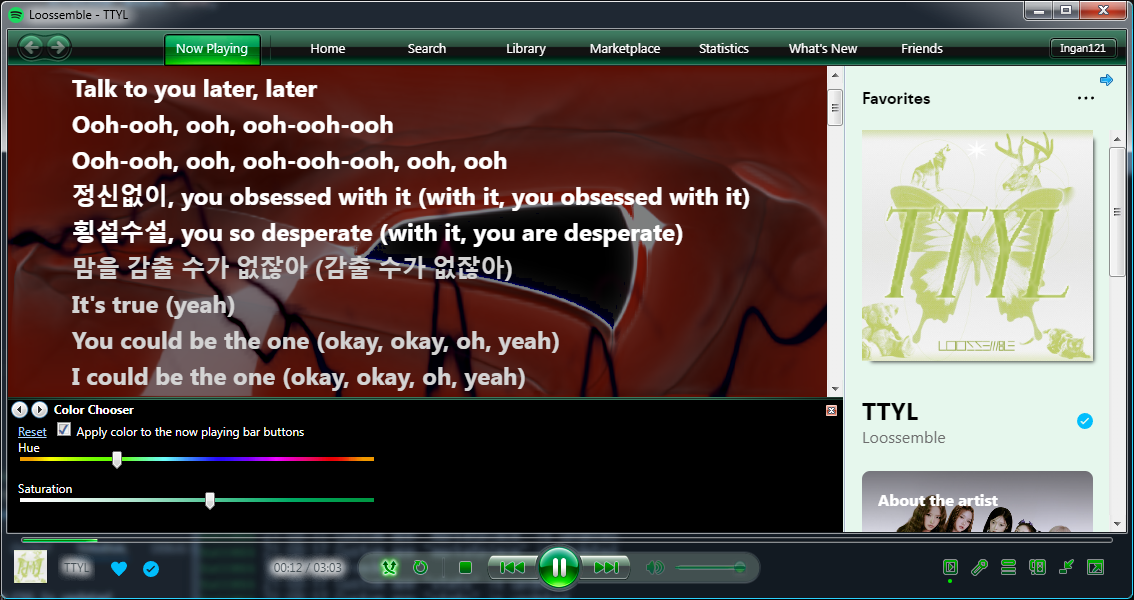 Loossemble - TTYL
Now Playing
Home
Search
Library
Marketplace
Statistics
What's New
Friends
Ingan121
Talk to you later, later
Ooh-ooh, ooh, ooh-ooh-ooh
Ooh-ooh, ooh, ooh-ooh-ooh, ooh, ooh
정신없이, you obsessed with it (with it, you obsessed with it)
횡설수설, you so desperate (with it, you are desperate)
맘을 감출 수가 없잖아 (감출 수가 없잖아)
It's true (yeah)
You could be the one (okay, okay, oh, yeah)
I could be the one (okay, okay, oh, yeah)
Color Chooser
Reset
Apply color to the now playing bar buttons
Hue
Saturation
Favorites
TTYL
LOOSSEMBLE
TTYL
Loossemble
About the artist
TTYL
00:12 / 03:03